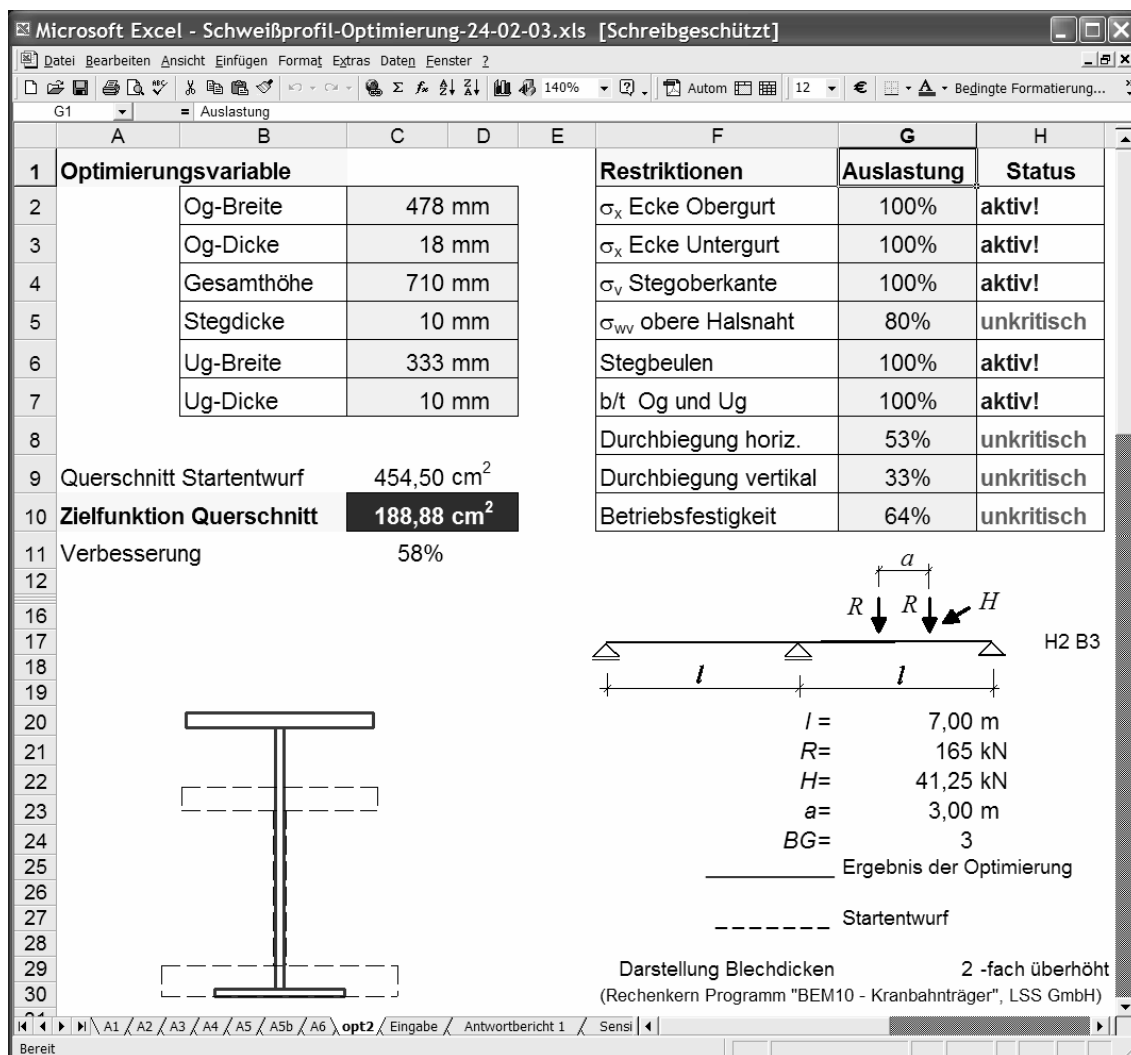 Microsoft Excel - Schweißprofil-Optimierung-24-02-03.xls [Schreibgeschützt]
Datei Bearbeiten Ansicht Einfügen Format Extras Daten Fenster ?
140% Autom 12 € Bedingte Formatierung...
G1 = Auslastung
A B C D E F G H
1 Optimierungsvariable Restriktionen Auslastung Status
2 Og-Breite 478 mm σx Ecke Obergurt 100% aktiv!
3 Og-Dicke 18 mm σx Ecke Untergurt 100% aktiv!
4 Gesamthöhe 710 mm σv Stegoberkante 100% aktiv!
5 Stegdicke 10 mm σwv obere Halsnaht 80% unkritisch
6 Ug-Breite 333 mm Stegbeulen 100% aktiv!
7 Ug-Dicke 10 mm b/t Og und Ug 100% aktiv!
8 Durchbiegung horiz. 53% unkritisch
9 Querschnitt Startentwurf 454,50 cm² Durchbiegung vertikal 33% unkritisch
10 Zielfunktion Querschnitt 188,88 cm² Betriebsfestigkeit 64% unkritisch
11 Verbesserung 58%
12 a
16 R R H
17 H2 B3
18 l l
19
20 l = 7,00 m
21 R= 165 kN
22 H= 41,25 kN
23 a= 3,00 m
24 BG= 3
25 Ergebnis der Optimierung
26
27 Startentwurf
28
29 Darstellung Blechdicken 2 -fach überhöht
30 (Rechenkern Programm "BEM10 - Kranbahnträger", LSS GmbH)
A1 A2 A3 A4 A5 A5b A6 opt2 Eingabe Antwortbericht 1 Sensi
Bereit